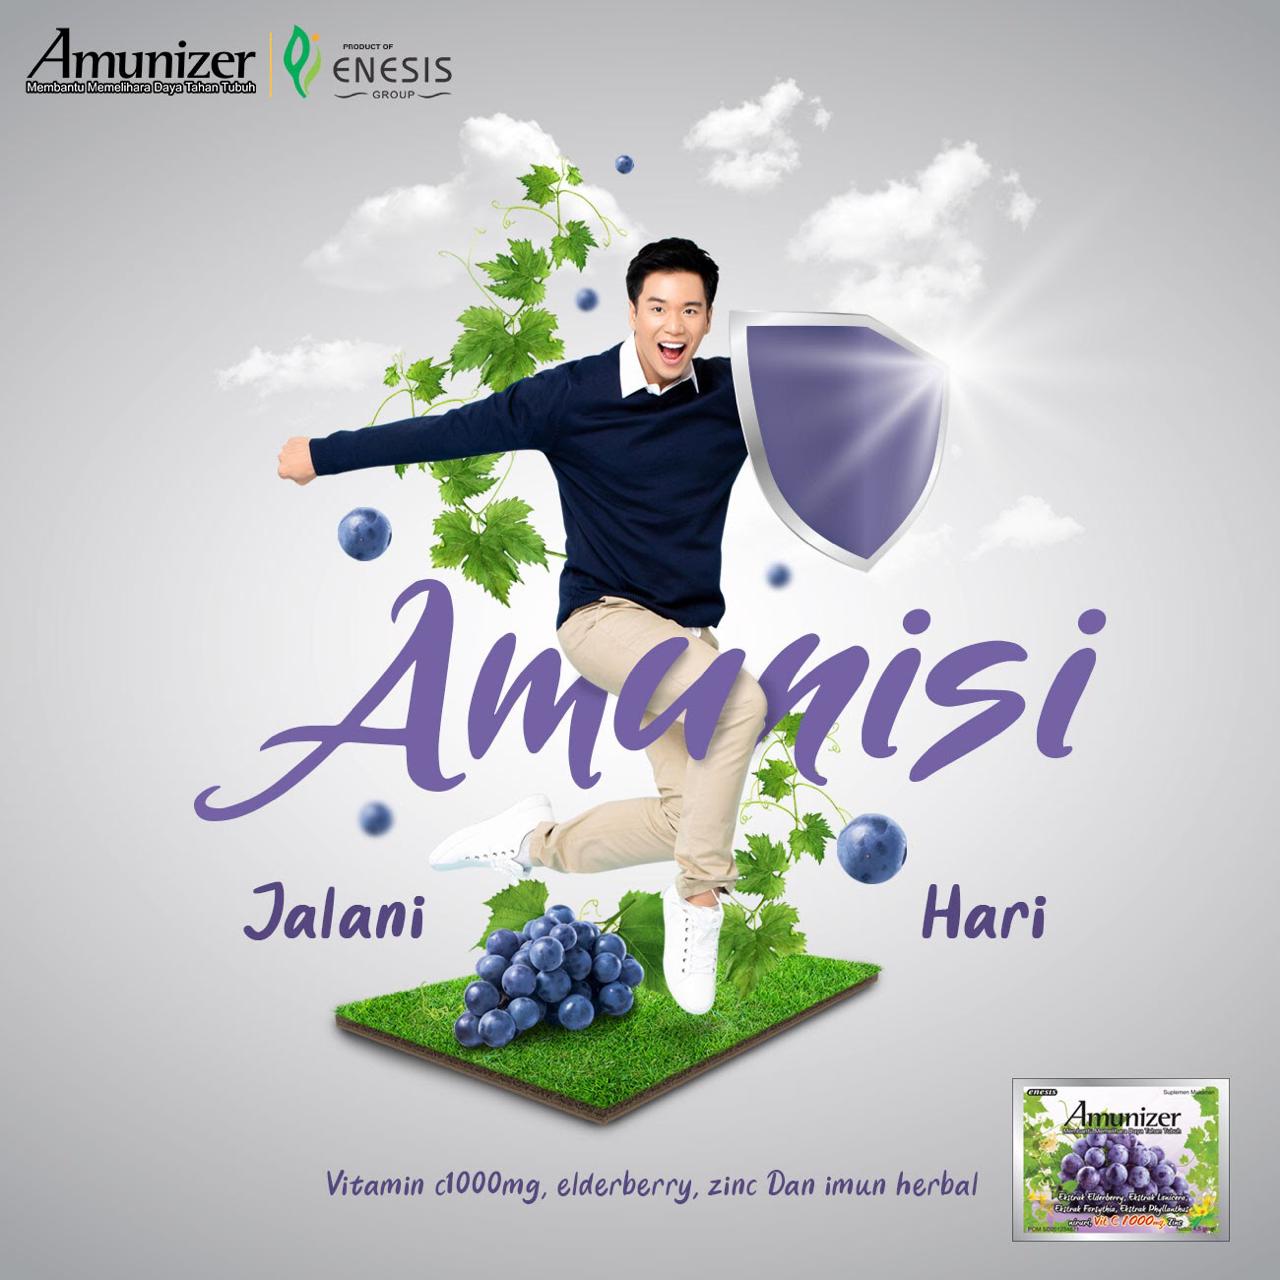 Amunizer
Membantu Memelihara Daya Tahan Tubuh
PRODUCT OF
ENESIS
GROUP
Amunisi
Jalani
Hari
Vitamin c1000mg, elderberry, zinc Dan imun herbal
enesis
Suplemen Makanan
Amunizer
Membantu Memelihara Daya Tahan Tubuh
Ekstrak Elderberry, Ekstrak Lonicera,
Ekstrak Forsythia, Ekstrak Phyllanthus
niruri, Vit C 1000mg, Zinc